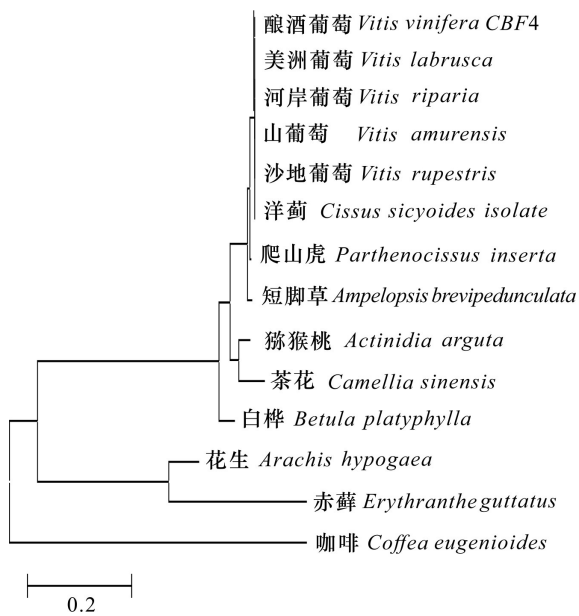 酿酒葡萄 Vitis vinifera CBF4
美洲葡萄 Vitis labrusca
河岸葡萄 Vitis riparia
山葡萄 Vitis amurensis
沙地葡萄 Vitis rupestris
洋蓟 Cissus sicyoides isolate
爬山虎 Parthenocissus inserta
短脚草 Ampelopsis brevipedunculata
猕猴桃 Actinidia arguta
茶花 Camellia sinensis
白桦 Betula platyphylla
花生 Arachis hypogaea
赤藓 Erythranthe guttatus
咖啡 Coffea eugenioides
0.2